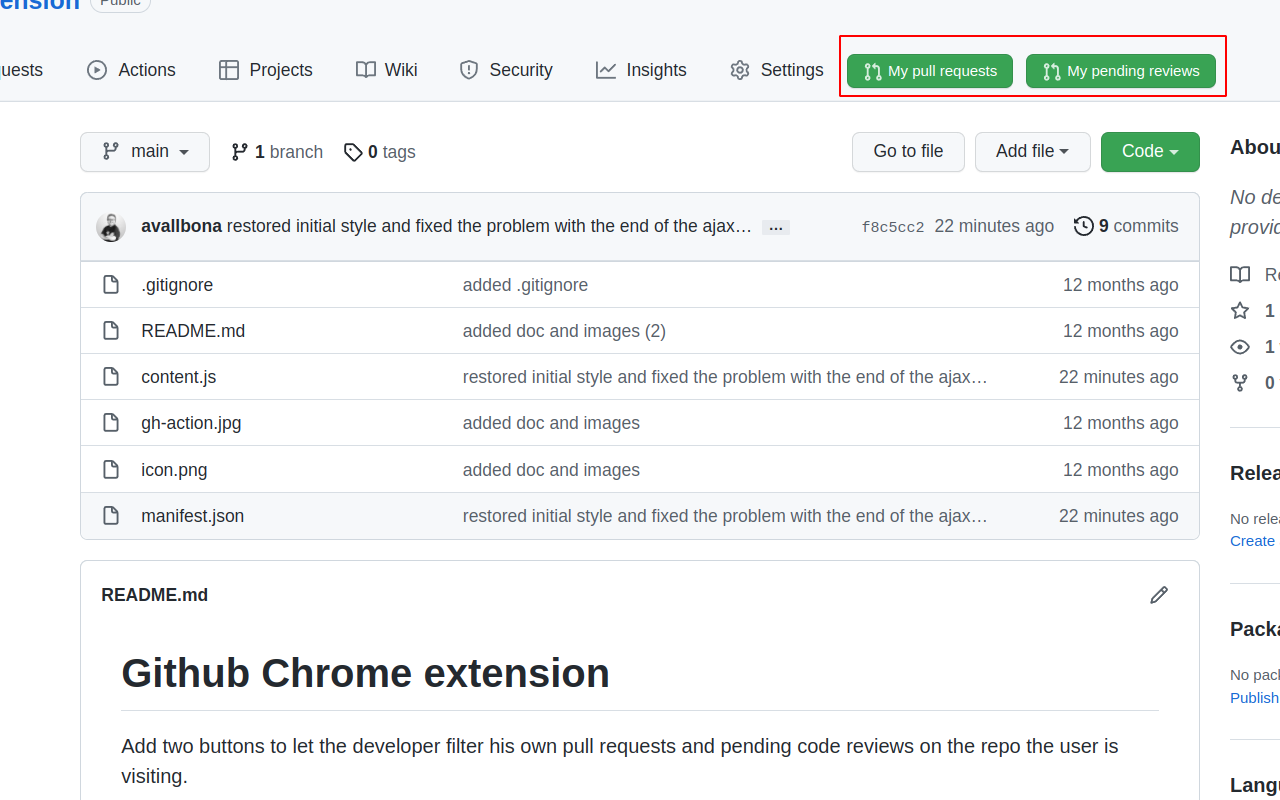 ension Public
uests Actions Projects Wiki Security Insights Settings My pull requests My pending reviews
main 1 branch 0 tags Go to file Add file Code
avallbona restored initial style and fixed the problem with the end of the ajax… … f8c5cc2 22 minutes ago 9 commits
.gitignore added .gitignore 12 months ago
README.md added doc and images (2) 12 months ago
content.js restored initial style and fixed the problem with the end of the ajax… 22 minutes ago
gh-action.jpg added doc and images 12 months ago
icon.png added doc and images 12 months ago
manifest.json restored initial style and fixed the problem with the end of the ajax… 22 minutes ago
README.md
Github Chrome extension
Add two buttons to let the developer filter his own pull requests and pending code reviews on the repo the user is
visiting.
Abou
No de
provid
Re
1
1
0
Relea
No relea
Create
Packa
No pack
Publish
Langu